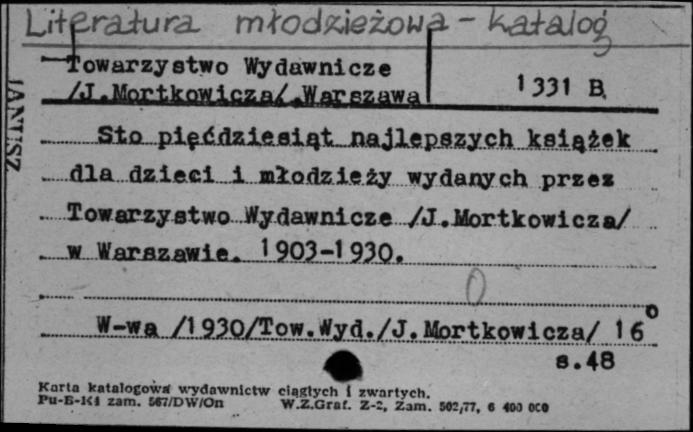 Literatura młodzieżowa - katalog
Towarzystwo Wydawnicze
/J.Mortkowicza/.Warszawa
1331 B
JANUSZ
Sto pięćdziesiąt najlepszych książek
dla dzieci i młodzieży wydanych przez
Towarzystwo Wydawnicze /J.Mortkowicza/
w Warszawie. 1903-1930.
0
W-wa /1930/Tow.Wyd./J.Mortkowicza/ 16°
s.48
Karta katalogowa wydawnictw ciągłych i zwartych.
Pu-B-K1 zam. 567/DW/On W.Z.Graf. Z-2, Zam. 502/77, 6 400 000